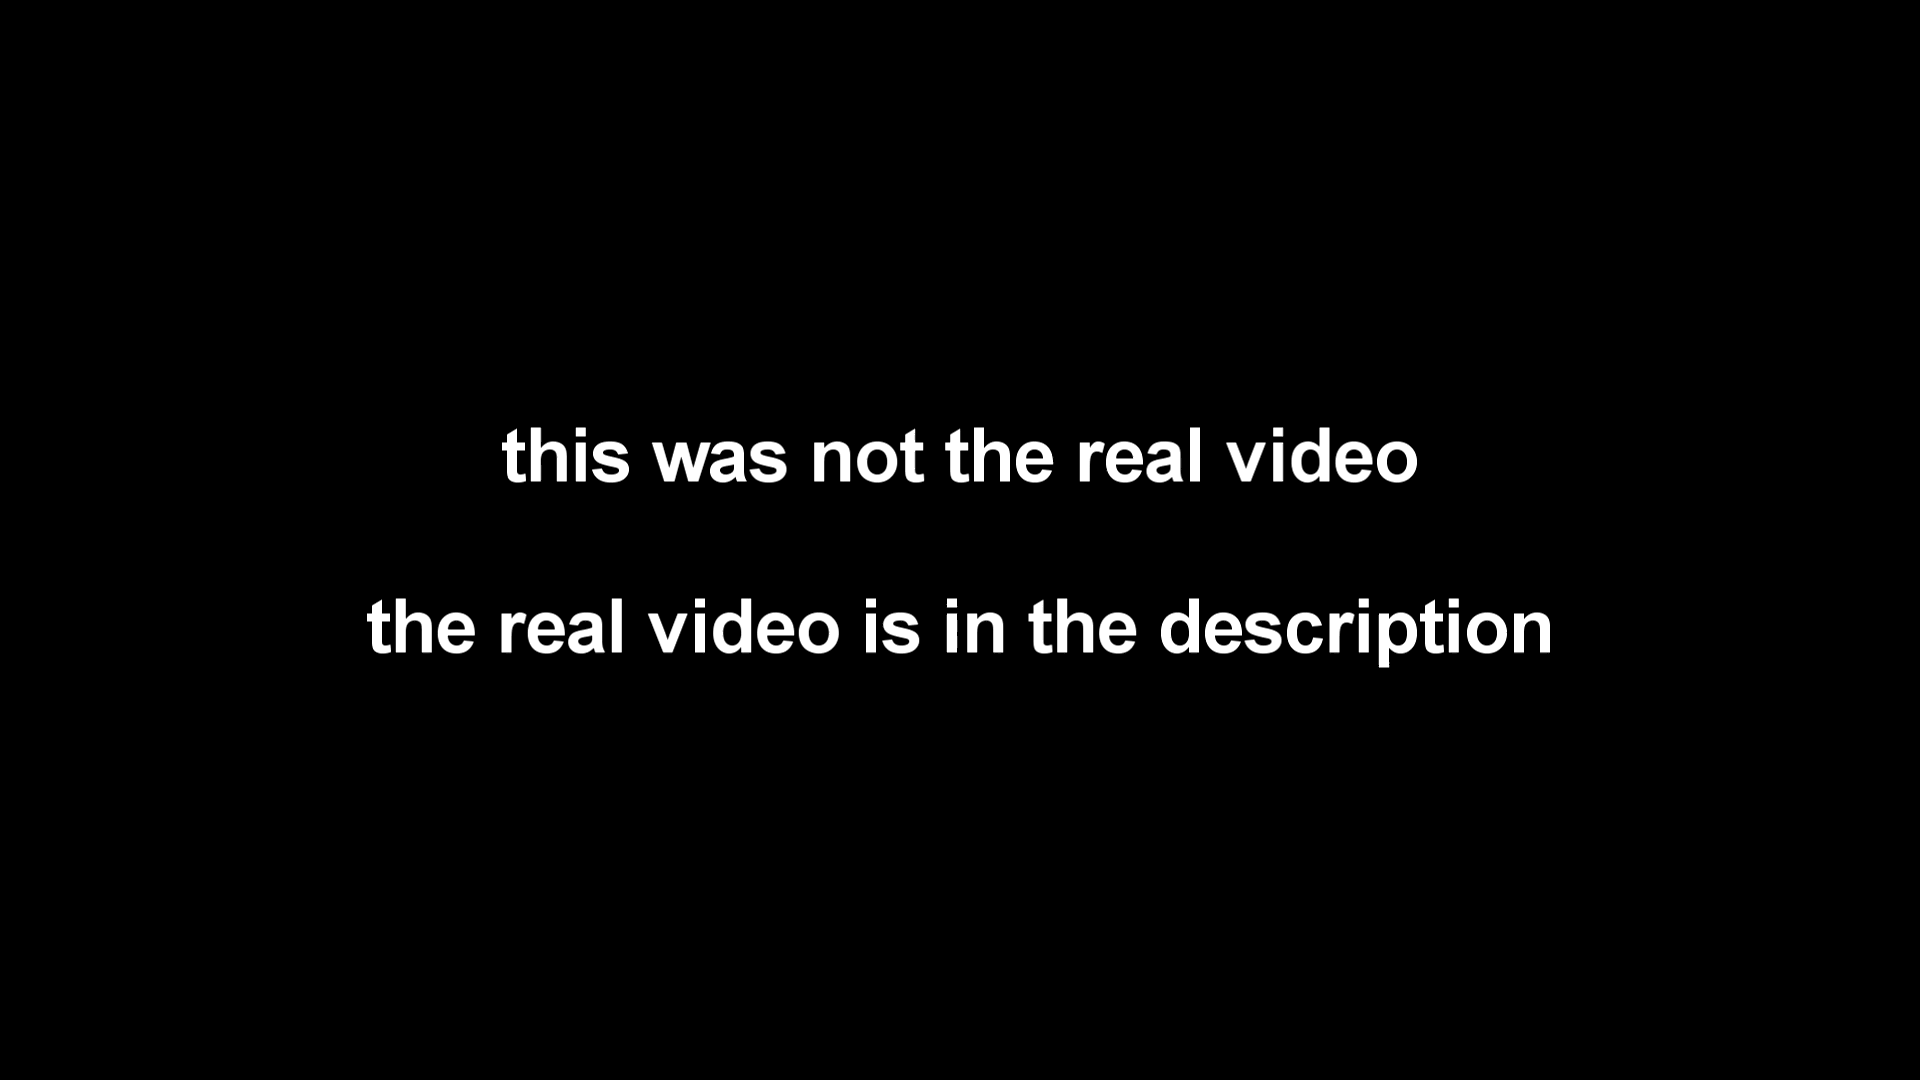 this was not the real video
the real video is in the description